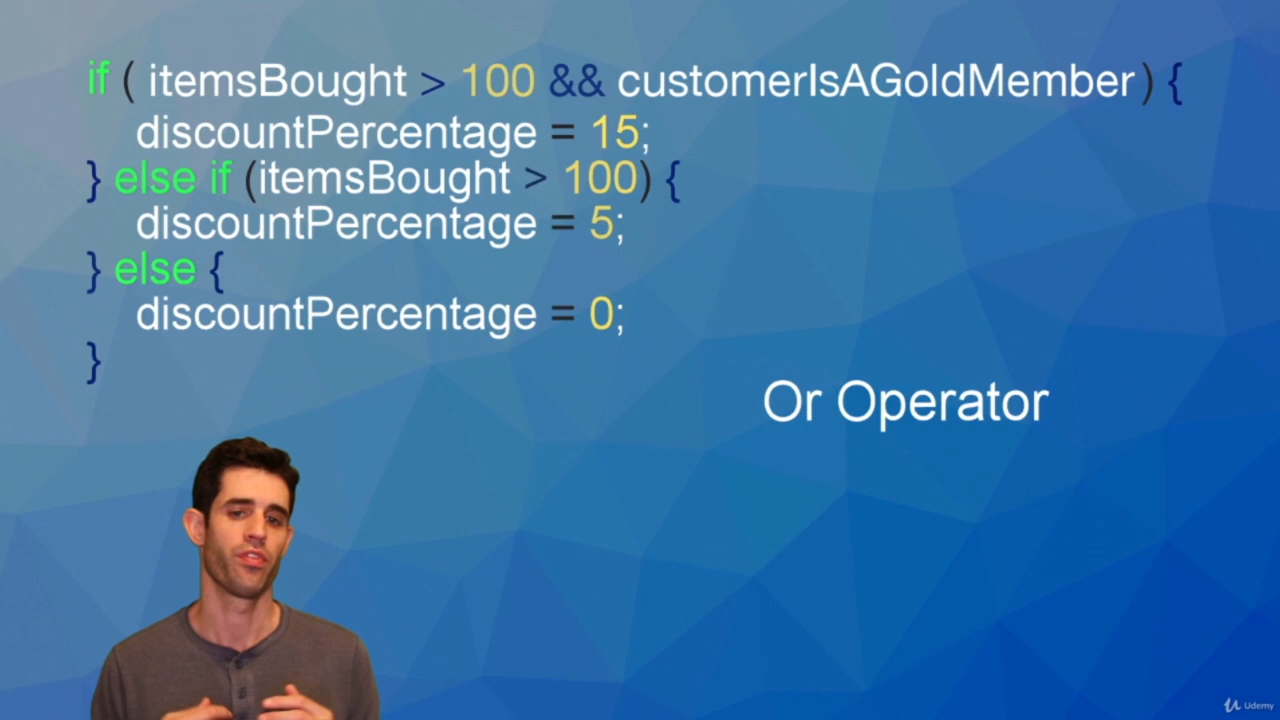 if ( itemsBought > 100 && customerIsAGoldMember ) {
discountPercentage = 15;
} else if (itemsBought > 100) {
discountPercentage = 5;
} else {
discountPercentage = 0;
}
Or Operator
Udemy